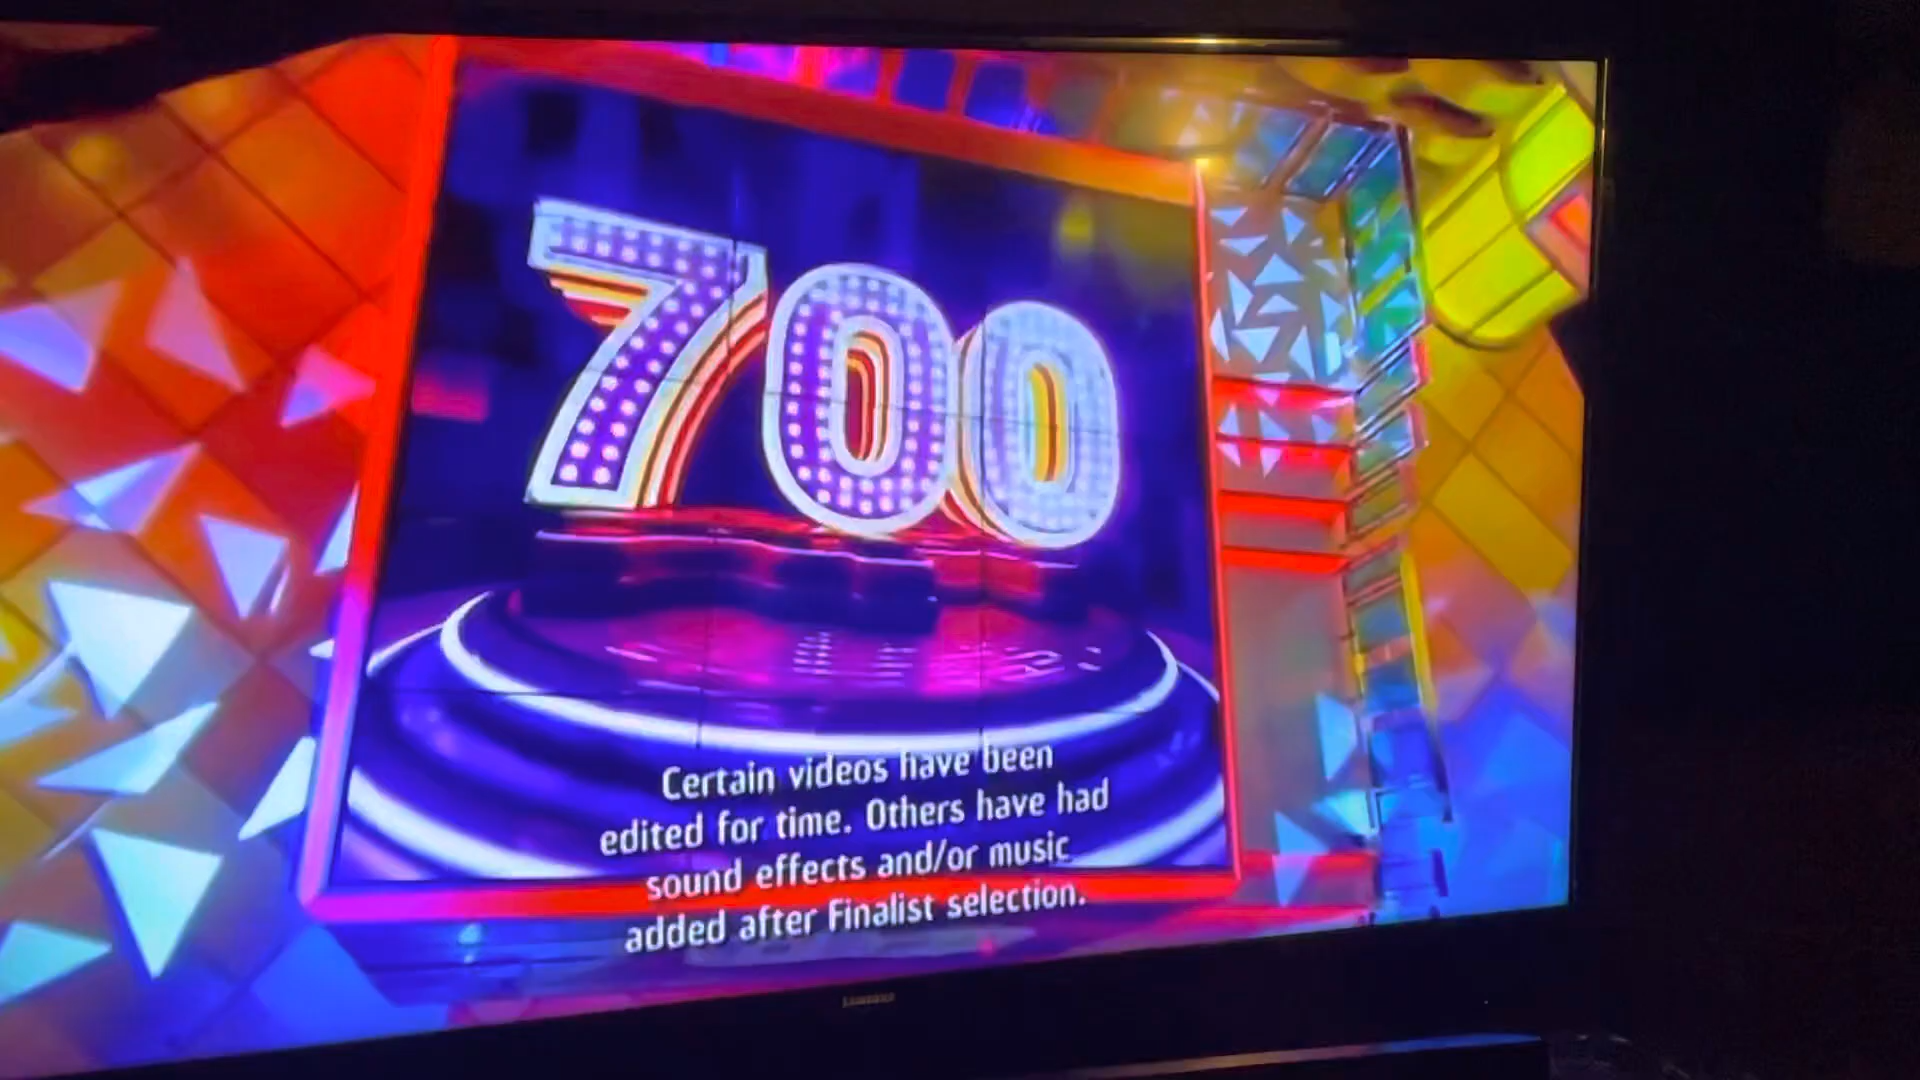 700
Certain videos have been
edited for time. Others have had
sound effects and/or music
added after Finalist selection.
SAMSUNG